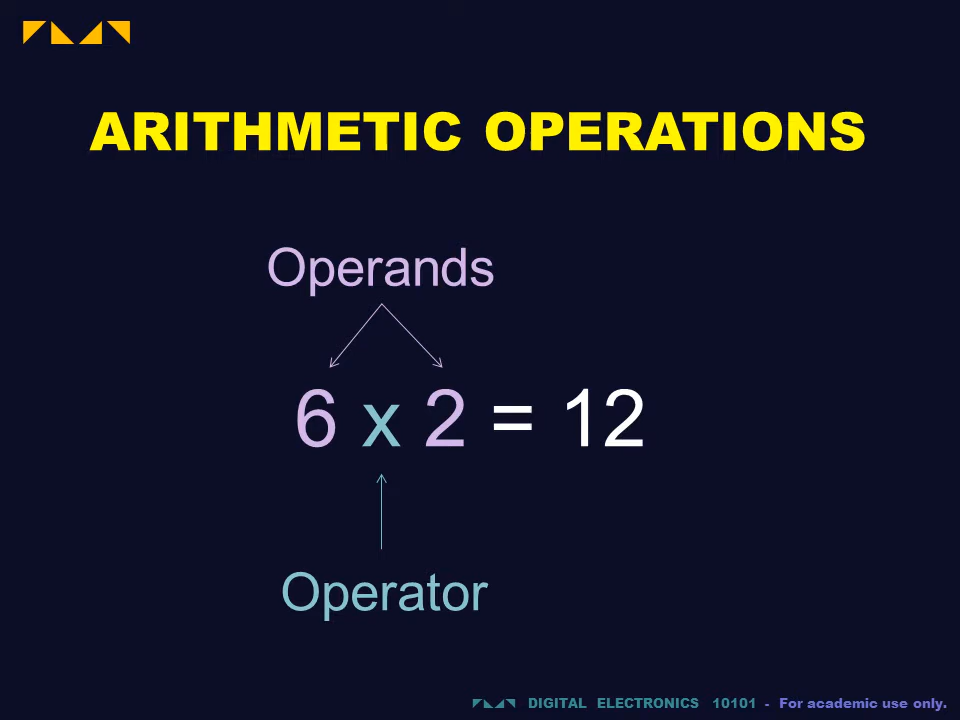 ARITHMETIC OPERATIONS
Operands
6 x 2 = 12
Operator
DIGITAL ELECTRONICS 10101 - For academic use only.